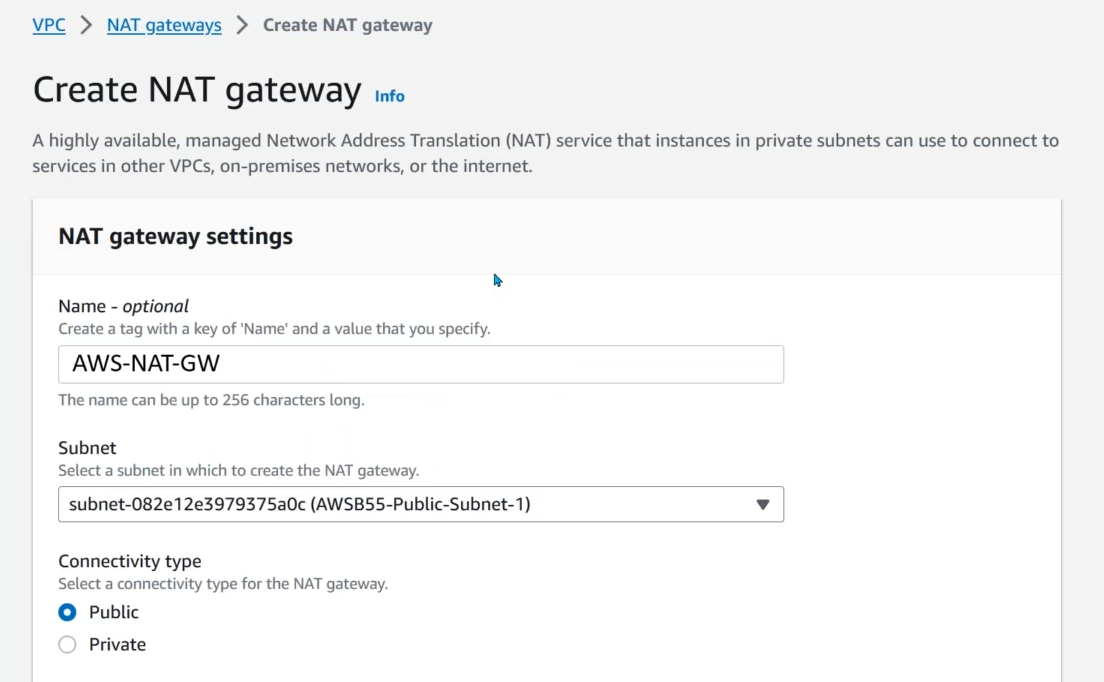 VPC > NAT gateways > Create NAT gateway
Create NAT gateway Info
A highly available, managed Network Address Translation (NAT) service that instances in private subnets can use to connect to
services in other VPCs, on-premises networks, or the internet.
NAT gateway settings
Name - optional
Create a tag with a key of 'Name' and a value that you specify.
AWS-NAT-GW
The name can be up to 256 characters long.
Subnet
Select a subnet in which to create the NAT gateway.
subnet-082e12e3979375a0c (AWSB55-Public-Subnet-1)
Connectivity type
Select a connectivity type for the NAT gateway.
Public
Private